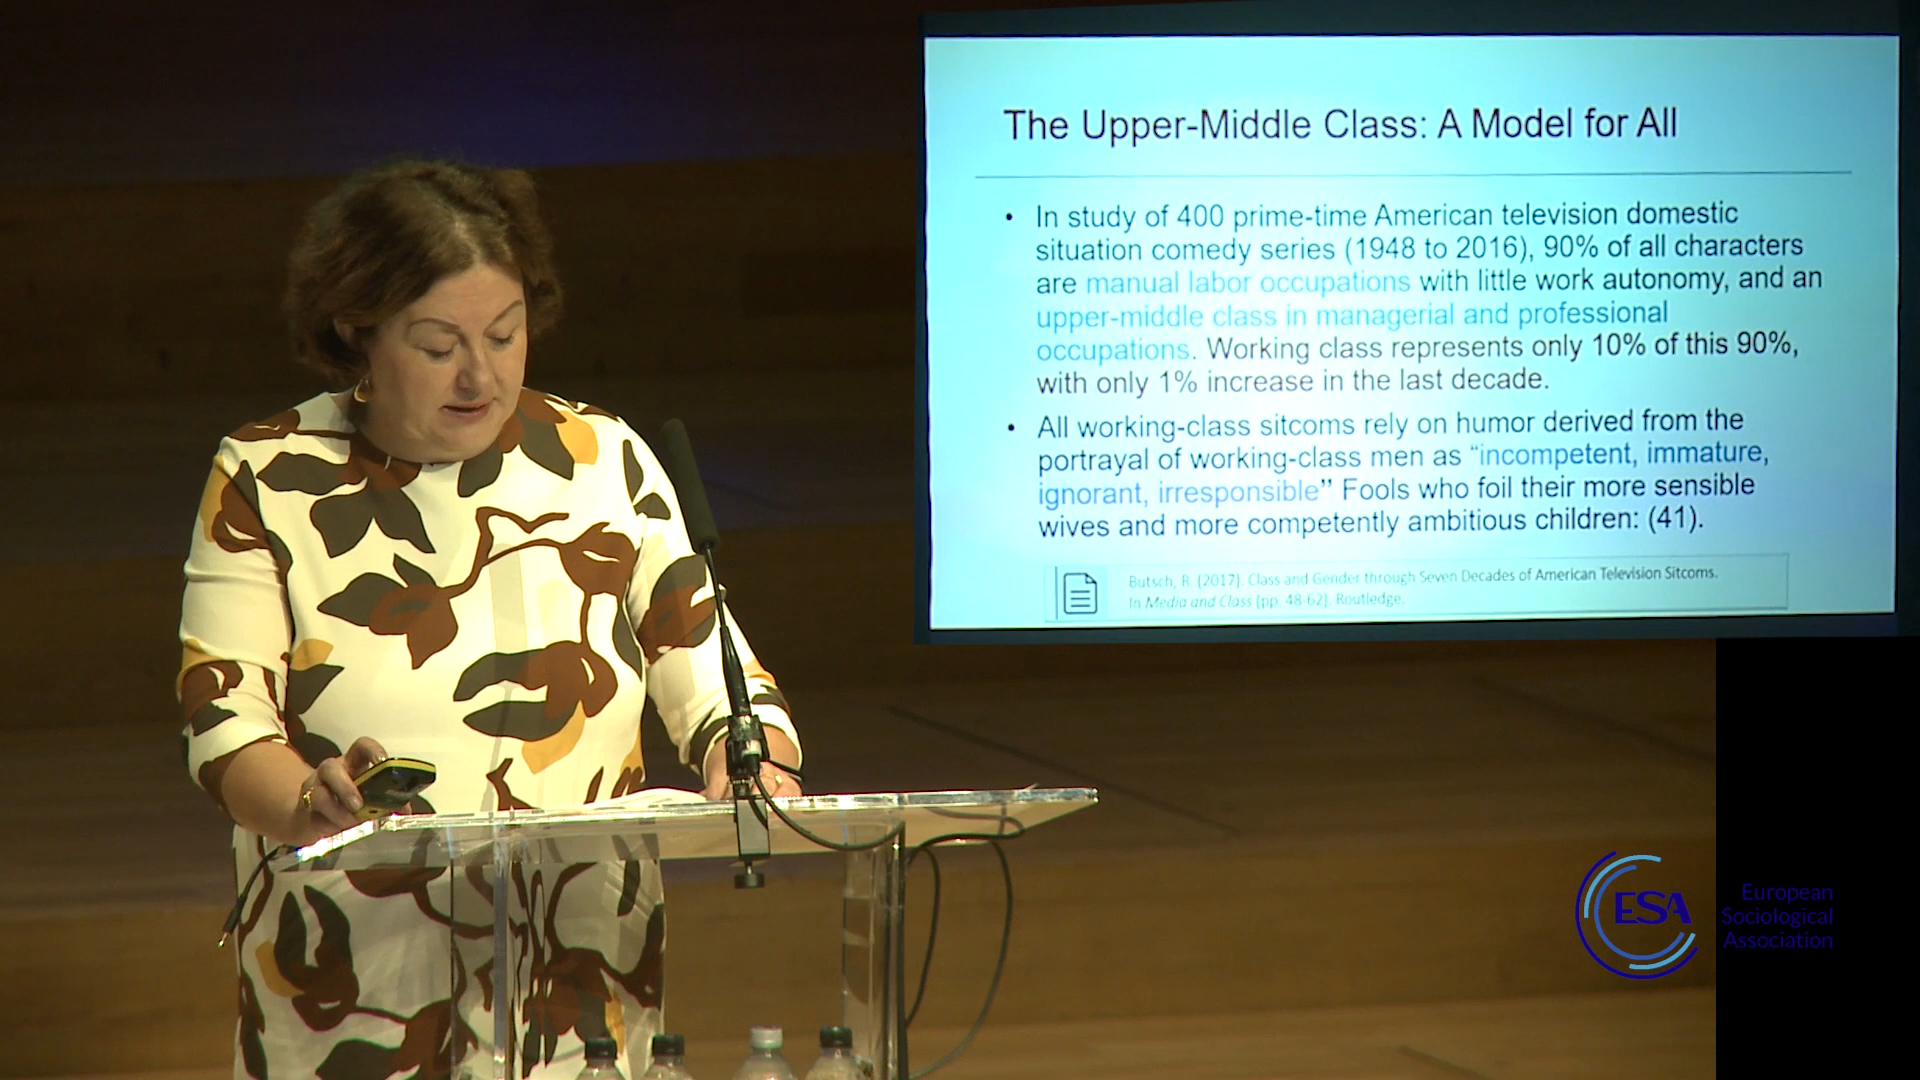 The Upper-Middle Class: A Model for All
• In study of 400 prime-time American television domestic
situation comedy series (1948 to 2016), 90% of all characters
are manual labor occupations with little work autonomy, and an
upper-middle class in managerial and professional
occupations. Working class represents only 10% of this 90%,
with only 1% increase in the last decade.
• All working-class sitcoms rely on humor derived from the
portrayal of working-class men as "incompetent, immature,
ignorant, irresponsible” Fools who foil their more sensible
wives and more competently ambitious children: (41).
Butsch, R. (2017). Class and Gender through Seven Decades of American Television Sitcoms.
In Media and Class (pp. 48-62). Routledge.
ESA
European
Sociological
Association